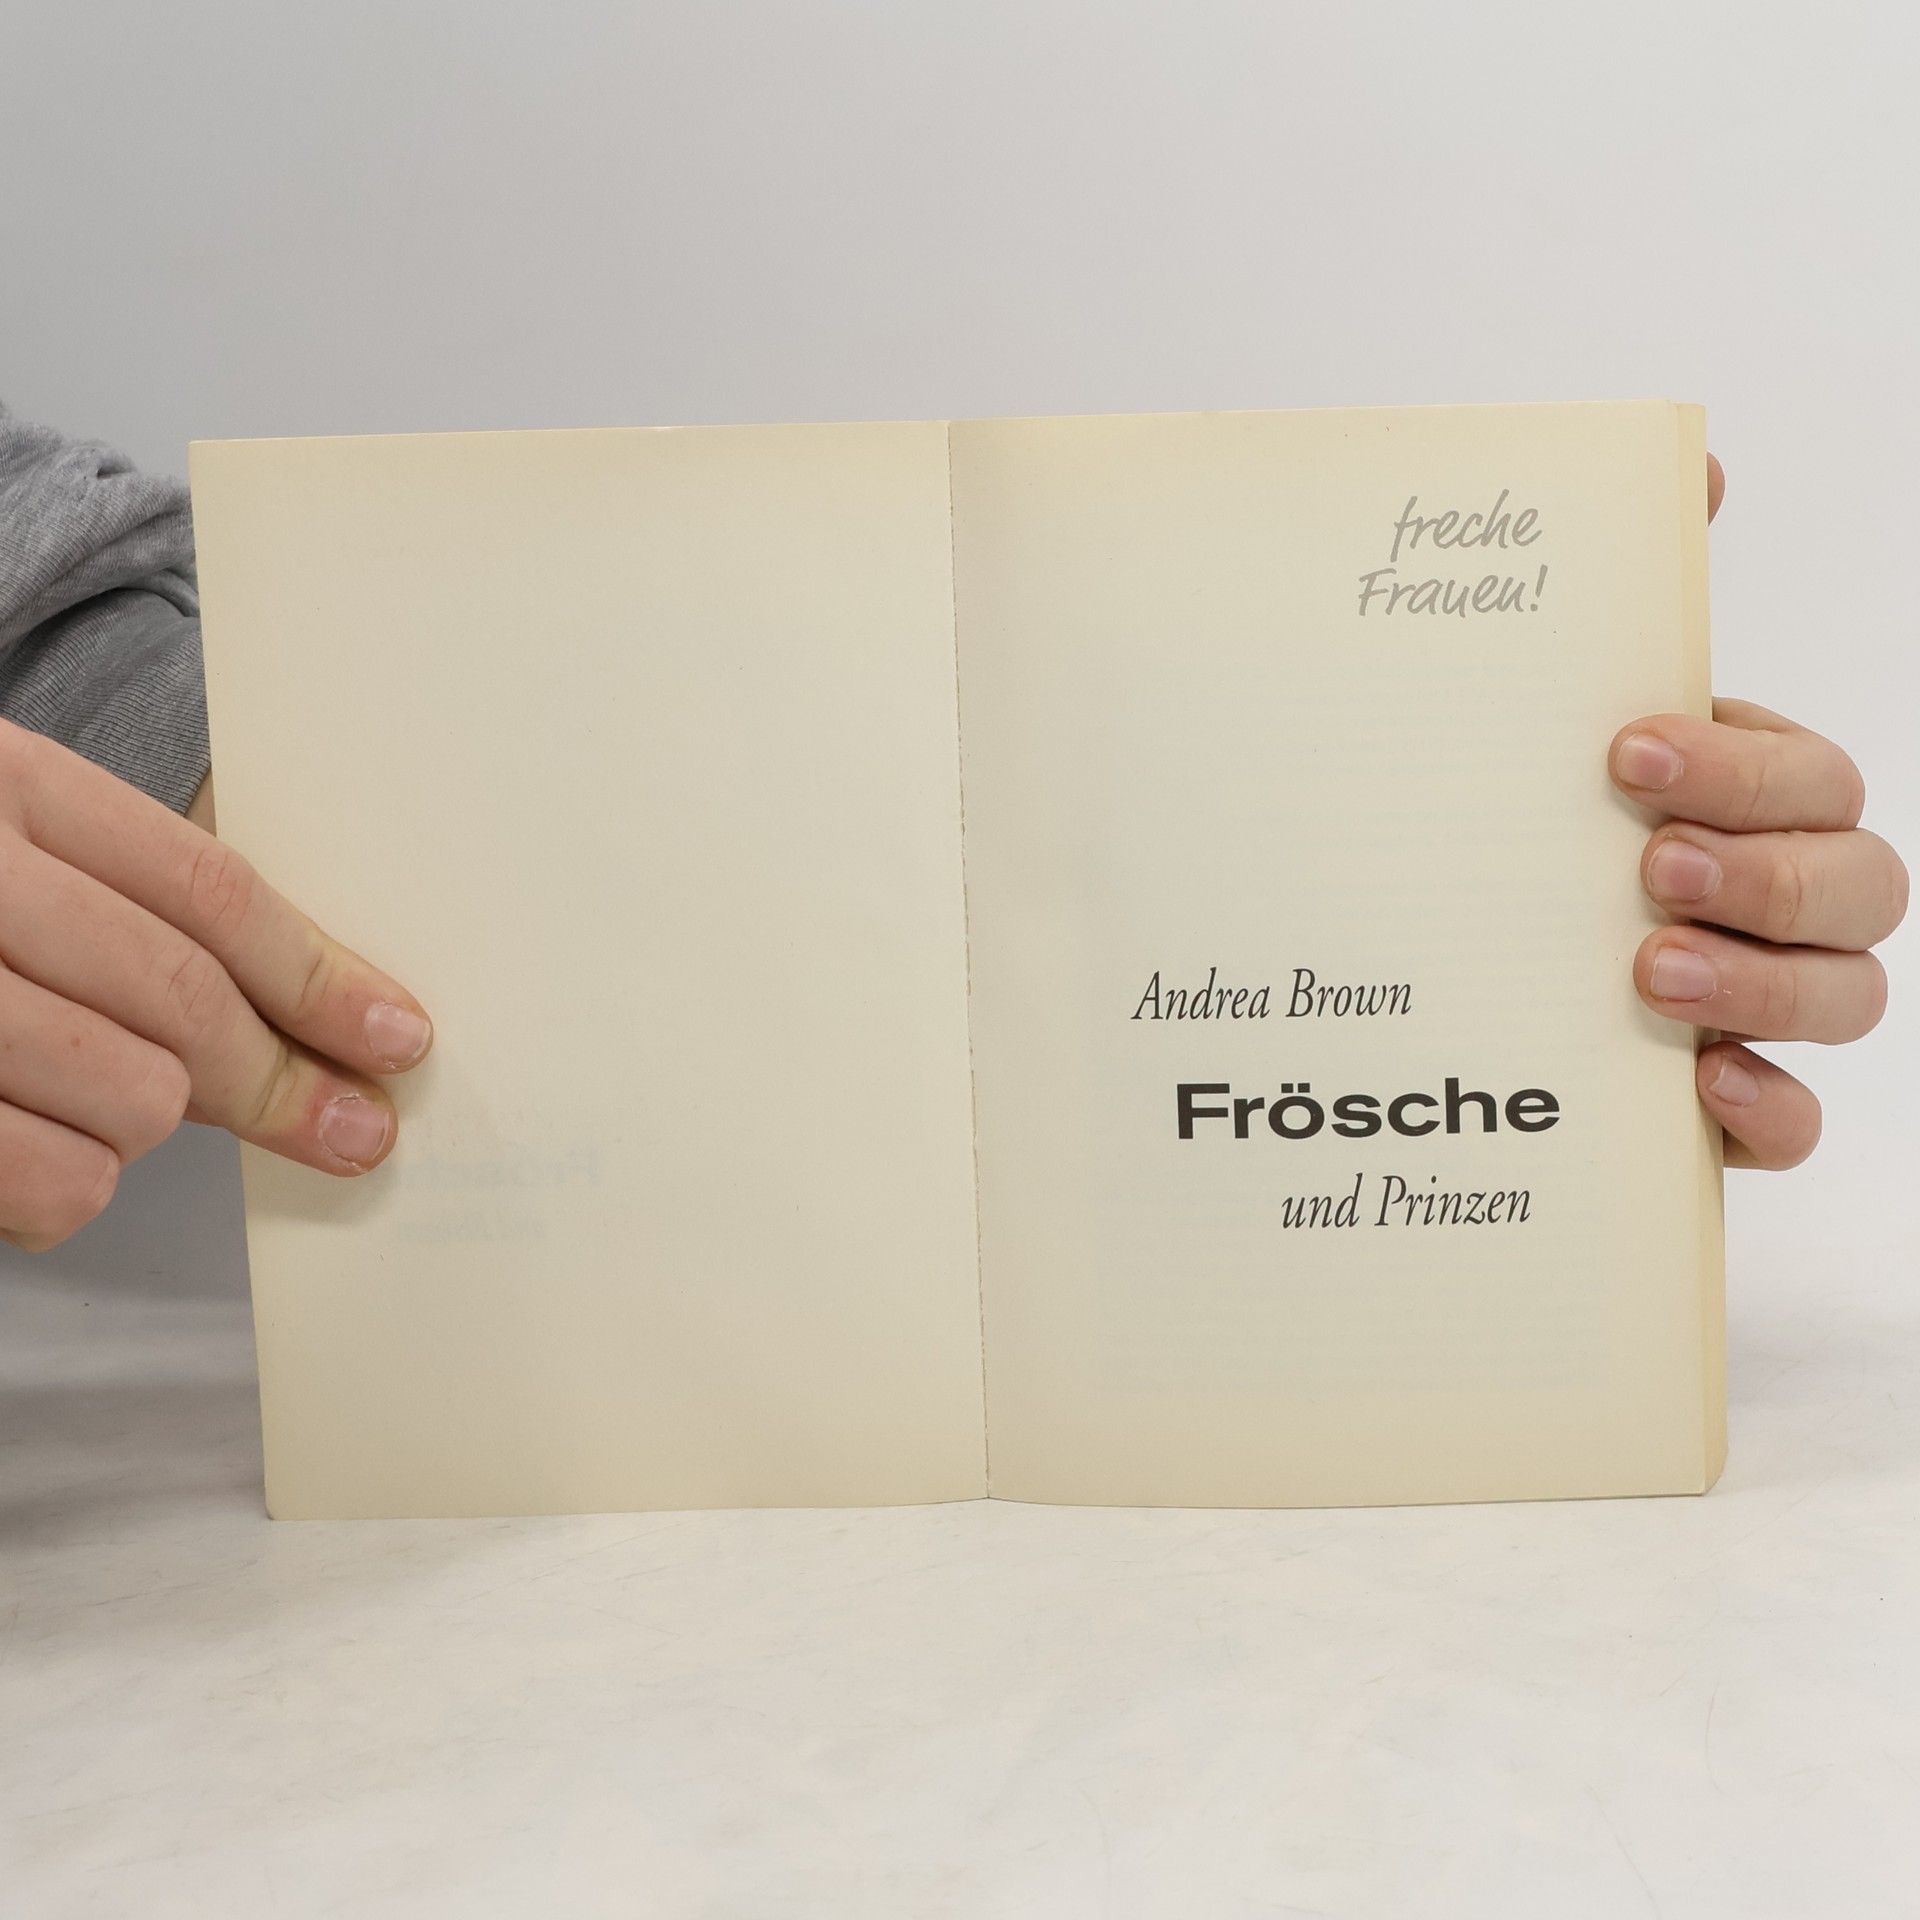 freche
Frauen!
Andrea Brown
Frösche
und Prinzen